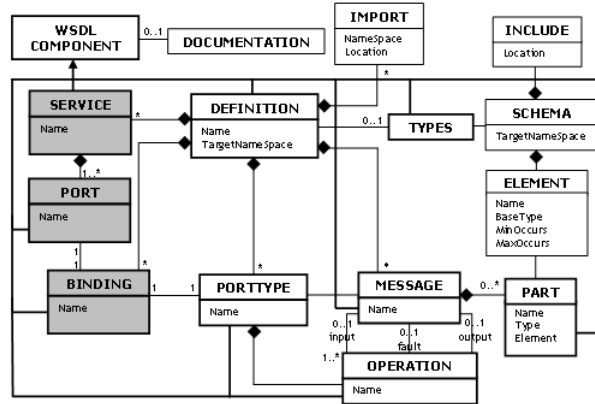 WSDL
COMPONENT
0..1
DOCUMENTATION
IMPORT
NameSpace
Location
*
INCLUDE
Location
SERVICE
Name
*
DEFINITION
Name
TargetNameSpace
0..1
TYPES
SCHEMA
TargetNameSpace
1..*
PORT
Name
ELEMENT
Name
BaseType
MinOccurs
MaxOccurs
1
1
*
*
*
BINDING
Name
1
1
PORTTYPE
Name
MESSAGE
Name
0..*
PART
Name
Type
Element
0..1
input
0..1
fault
0..1
output
1..*
OPERATION
Name